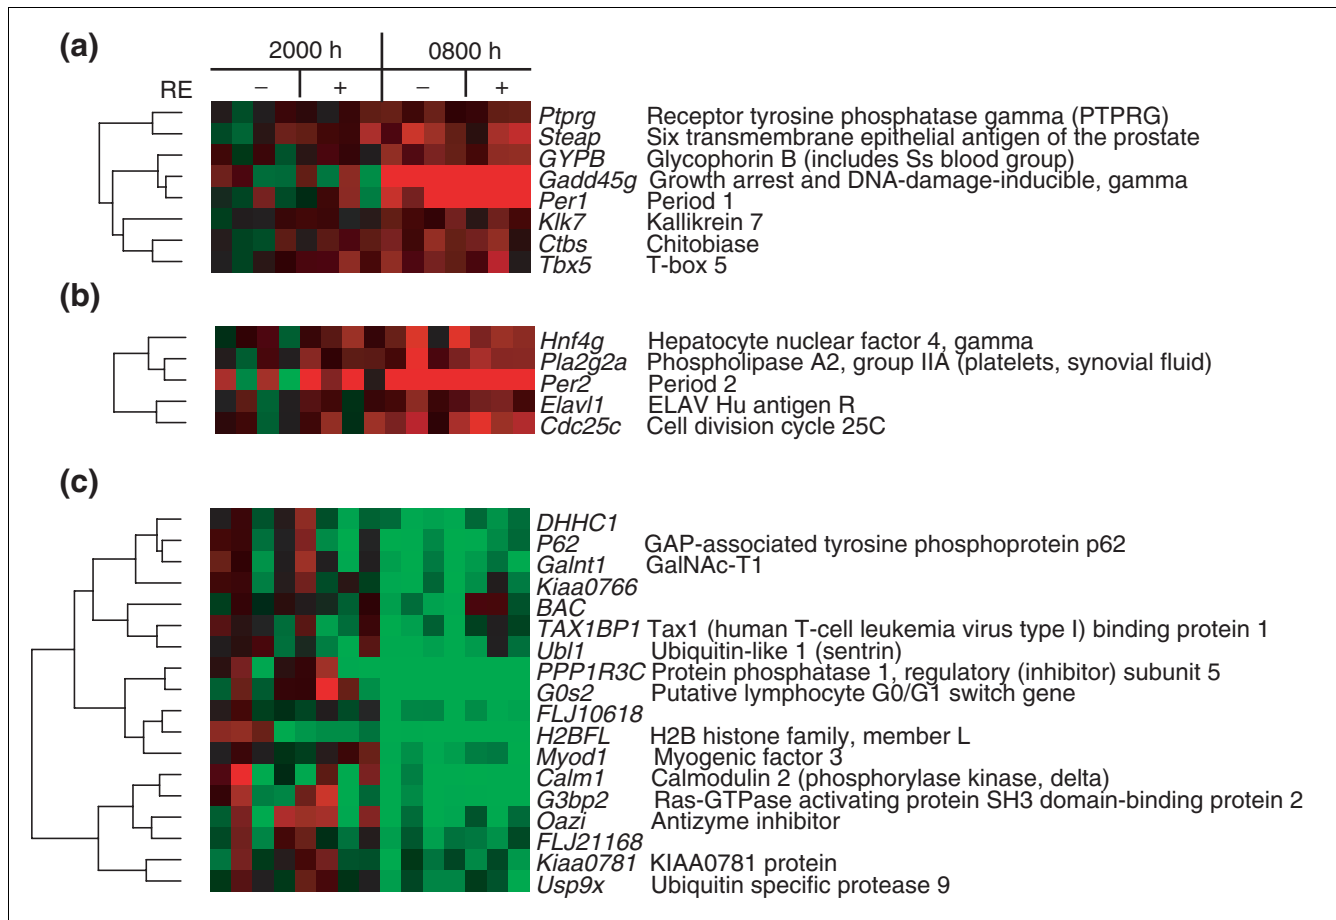 (a)
2000 h 0800 h
RE − + − +
Ptprg Receptor tyrosine phosphatase gamma (PTPRG)
Steap Six transmembrane epithelial antigen of the prostate
GYPB Glycophorin B (includes Ss blood group)
Gadd45g Growth arrest and DNA-damage-inducible, gamma
Per1 Period 1
Klk7 Kallikrein 7
Ctbs Chitobiase
Tbx5 T-box 5
(b)
Hnf4g Hepatocyte nuclear factor 4, gamma
Pla2g2a Phospholipase A2, group IIA (platelets, synovial fluid)
Per2 Period 2
Elavl1 ELAV Hu antigen R
Cdc25c Cell division cycle 25C
(c)
DHHC1
P62 GAP-associated tyrosine phosphoprotein p62
Galnt1 GalNAc-T1
Kiaa0766
BAC
TAX1BP1 Tax1 (human T-cell leukemia virus type I) binding protein 1
Ubl1 Ubiquitin-like 1 (sentrin)
PPP1R3C Protein phosphatase 1, regulatory (inhibitor) subunit 5
G0s2 Putative lymphocyte G0/G1 switch gene
FLJ10618
H2BFL H2B histone family, member L
Myod1 Myogenic factor 3
Calm1 Calmodulin 2 (phosphorylase kinase, delta)
G3bp2 Ras-GTPase activating protein SH3 domain-binding protein 2
Oazi Antizyme inhibitor
FLJ21168
Kiaa0781 KIAA0781 protein
Usp9x Ubiquitin specific protease 9